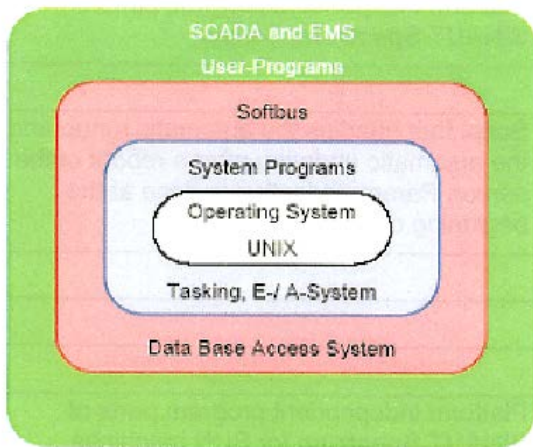 SCADA and EMS
User-Programs
Softbus
System Programs
Operating System
UNIX
Tasking, E-/ A-System
Data Base Access System